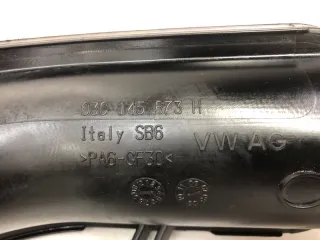 03C 145 673 H
Italy SB6
VW AG
>PA6-GF30<